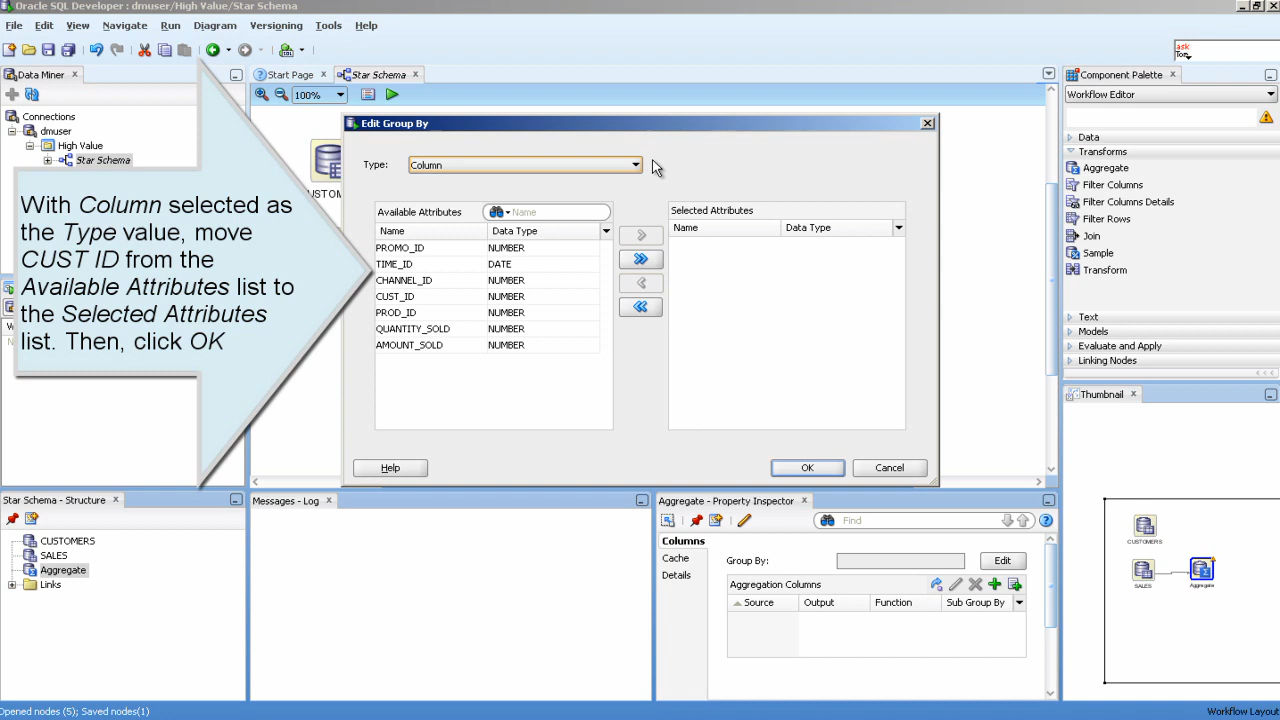 Oracle SQL Developer : dmuser/High Value/Star Schema
File Edit View Navigate Run Diagram Versioning Tools Help
ask
Data Miner
Start Page
Star Schema
100%
Connections
dmuser
High Value
Star Schema
With Column selected as
the Type value, move
CUST ID from the
Available Attributes list to
the Selected Attributes
list. Then, click OK
Edit Group By
Type: Column
Available Attributes
Name
Name Data Type
PROMO_ID NUMBER
TIME_ID DATE
CHANNEL_ID NUMBER
CUST_ID NUMBER
PROD_ID NUMBER
QUANTITY_SOLD NUMBER
AMOUNT_SOLD NUMBER
Selected Attributes
Name Data Type
Help
OK
Cancel
Component Palette
Workflow Editor
Data
Transforms
Aggregate
Filter Columns
Filter Columns Details
Filter Rows
Join
Sample
Transform
Text
Models
Evaluate and Apply
Linking Nodes
Thumbnail
CUSTOMERS
SALES
Aggregate
Star Schema - Structure
CUSTOMERS
SALES
Aggregate
Links
Messages - Log
Aggregate - Property Inspector
Find
Columns
Cache
Details
Group By:
Edit
Aggregation Columns
Source Output Function Sub Group By
Opened nodes (5); Saved nodes(1)
Workflow Layout